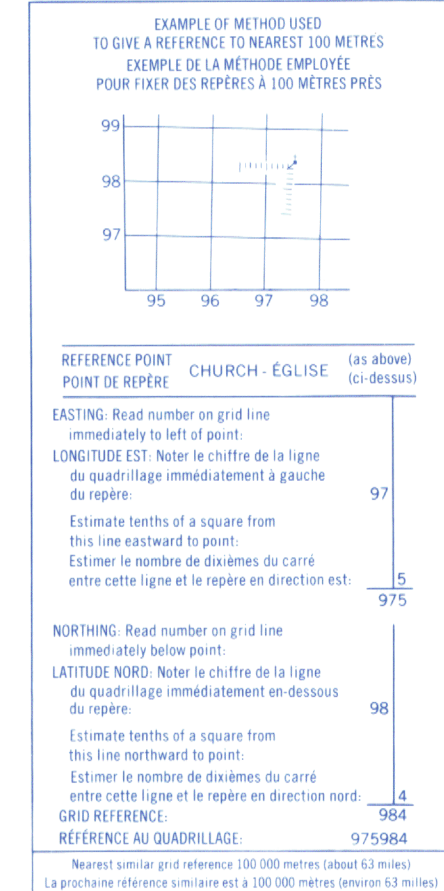 EXAMPLE OF METHOD USED
TO GIVE A REFERENCE TO NEAREST 100 METRES
EXEMPLE DE LA MÉTHODE EMPLOYÉE
POUR FIXER DES REPÈRES À 100 MÈTRES PRÈS
99
98
97
95 96 97 98
REFERENCE POINT
POINT DE REPÈRE
CHURCH - ÉGLISE
(as above)
(ci-dessus)
EASTING: Read number on grid line
immediately to left of point:
LONGITUDE EST: Noter le chiffre de la ligne
du quadrillage immédiatement à gauche
du repère: 97
Estimate tenths of a square from
this line eastward to point:
Estimer le nombre de dixièmes du carré
entre cette ligne et le repère en direction est: 5
975
NORTHING: Read number on grid line
immediately below point:
LATITUDE NORD: Noter le chiffre de la ligne
du quadrillage immédiatement en-dessous
du repère: 98
Estimate tenths of a square from
this line northward to point:
Estimer le nombre de dixièmes du carré
entre cette ligne et le repère en direction nord: 4
GRID REFERENCE: 984
RÉFÉRENCE AU QUADRILLAGE: 975984
Nearest similar grid reference 100 000 metres (about 63 miles)
La prochaine référence similaire est à 100 000 mètres (environ 63 miles)